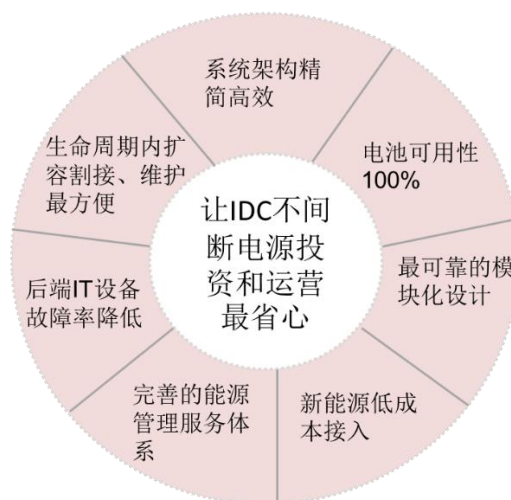 系统架构精
简高效
电池可用性
100%
最可靠的模
块化设计
新能源低成
本接入
完善的能源
管理服务体
系
后端IT设备
故障率降低
生命周期内扩
容割接、维护
最方便
让IDC不间
断电源投
资和运营
最省心